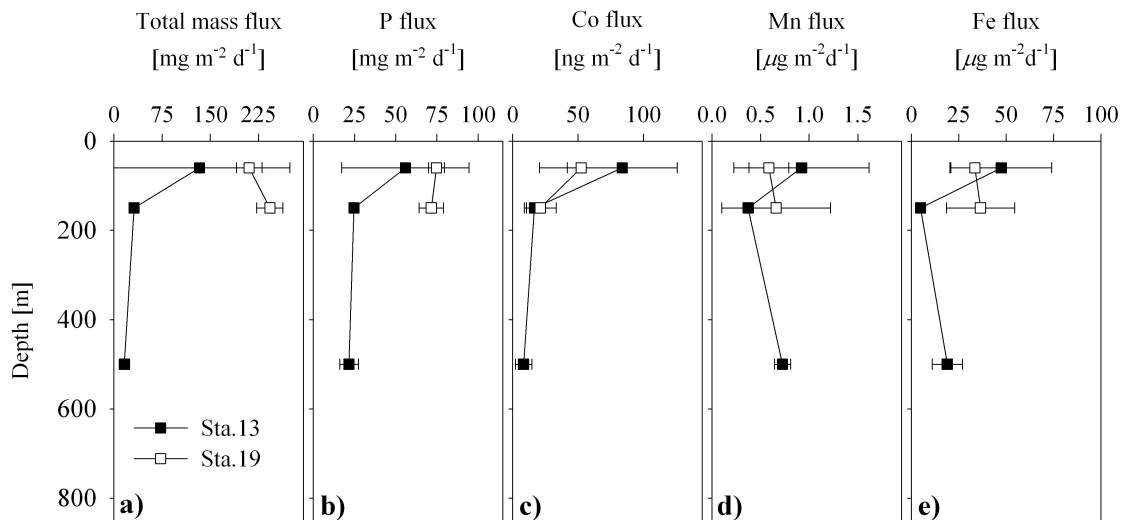 Total mass flux P flux Co flux Mn flux Fe flux
[mg m⁻² d⁻¹] [mg m⁻² d⁻¹] [ng m⁻² d⁻¹] [μg m⁻²d⁻¹] [μg m⁻²d⁻¹]
0 75 150 225 0 25 50 75 100 0 50 100 0.0 0.5 1.0 1.5 0 25 50 75 100
0
200
400
600
800
Depth [m]
Sta.13
Sta.19
a) b) c) d) e)